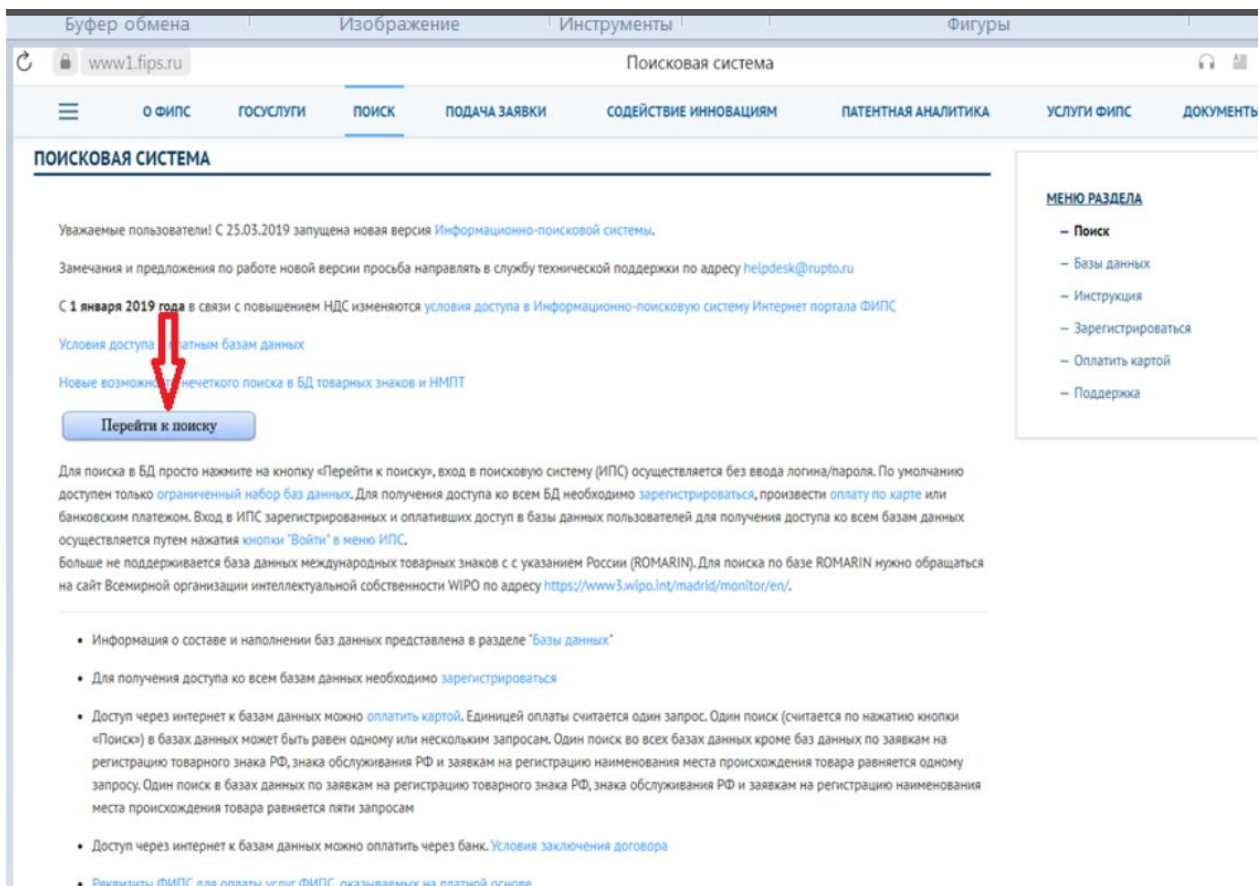 Буфер обмена Изображение Инструменты Фигуры
www1.fips.ru Поисковая система
О ФИПС ГОСУСЛУГИ ПОИСК ПОДАЧА ЗАЯВКИ СОДЕЙСТВИЕ ИННОВАЦИЯМ ПАТЕНТНАЯ АНАЛИТИКА УСЛУГИ ФИПС ДОКУМЕНТЫ
ПОИСКОВАЯ СИСТЕМА
Уважаемые пользователи! С 25.03.2019 запущена новая версия Информационно-поисковой системы.
Замечания и предложения по работе новой версии просьба направлять в службу технической поддержки по адресу helpdesk@rupto.ru
С 1 января 2019 года в связи с повышением НДС изменяются условия доступа в Информационно-поисковую систему Интернет портала ФИПС
Условия доступа платным базам данных
Новые возможности нечеткого поиска в БД товарных знаков и НМПТ
Перейти к поиску
Для поиска в БД просто нажмите на кнопку «Перейти к поиску», вход в поисковую систему (ИПС) осуществляется без ввода логина/пароля. По умолчанию
доступен только ограниченный набор баз данных. Для получения доступа ко всем БД необходимо зарегистрироваться, произвести оплату по карте или
банковским платежом. Вход в ИПС зарегистрированных и оплативших доступ в базы данных пользователей для получения доступа ко всем базам данных
осуществляется путем нажатия кнопки "Войти" в меню ИПС.
Больше не поддерживается база данных международных товарных знаков с с указанием России (ROMARIN). Для поиска по базе ROMARIN нужно обращаться
на сайт Всемирной организации интеллектуальной собственности WIPO по адресу https://www3.wipo.int/madrid/monitor/en/.
• Информация о составе и наполнении баз данных представлена в разделе "Базы данных"
• Для получения доступа ко всем базам данных необходимо зарегистрироваться
• Доступ через интернет к базам данных можно оплатить картой. Единицей оплаты считается один запрос. Один поиск (считается по нажатию кнопки
«Поиск») в базах данных может быть равен одному или нескольким запросам. Один поиск во всех базах данных кроме баз данных по заявкам на
регистрацию товарного знака РФ, знака обслуживания РФ и заявкам на регистрацию наименования места происхождения товара равняется одному
запросу. Один поиск в базах данных по заявкам на регистрацию товарного знака РФ, знака обслуживания РФ и заявкам на регистрацию наименования
места происхождения товара равняется пяти запросам
• Доступ через интернет к базам данных можно оплатить через банк. Условия заключения договора
• Реквизиты ФИПС для оплаты услуг ФИПС, оказываемых на платной основе
МЕНЮ РАЗДЕЛА
– Поиск
– Базы данных
– Инструкция
– Зарегистрироваться
– Оплатить картой
– Поддержка